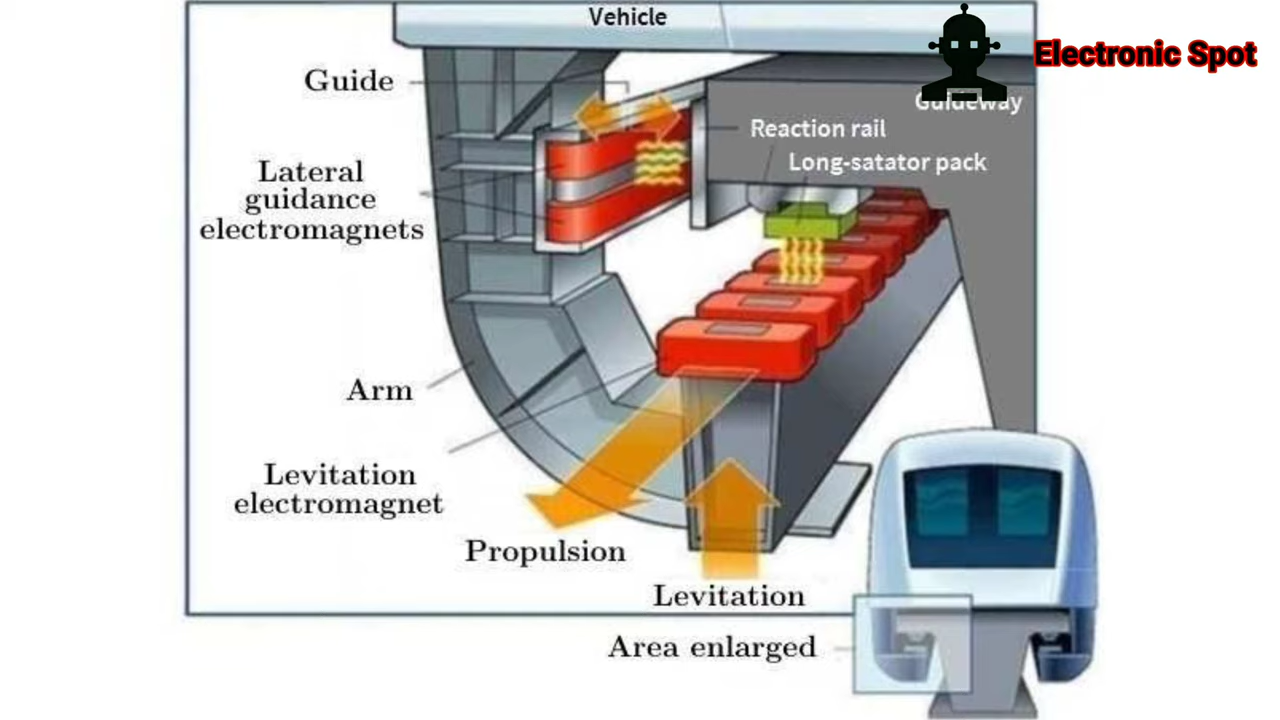 Vehicle
Electronic Spot
Guide
Guideway
Reaction rail
Long-satator pack
Lateral
guidance
electromagnets
Arm
Levitation
electromagnet
Propulsion
Levitation
Area enlarged